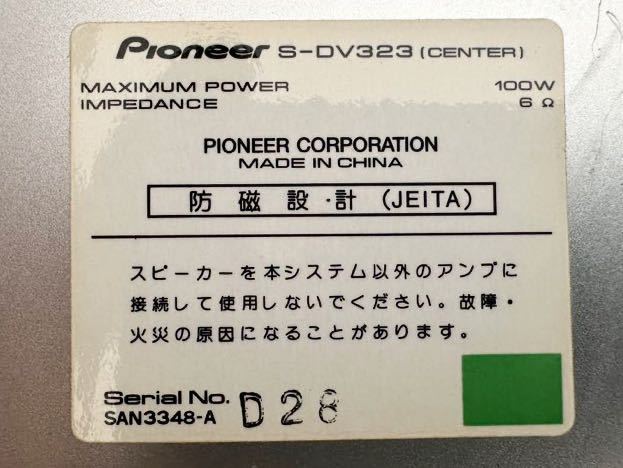 Pioneer S-DV323 (CENTER)
MAXIMUM POWER 100W
IMPEDANCE 6 Ω
PIONEER CORPORATION
MADE IN CHINA
防磁設・計 (JEITA)
スピーカーを本システム以外のアンプに
接続して使用しないでください。故障・
火災の原因になることがあります。
Serial No. D28
SAN3348-A